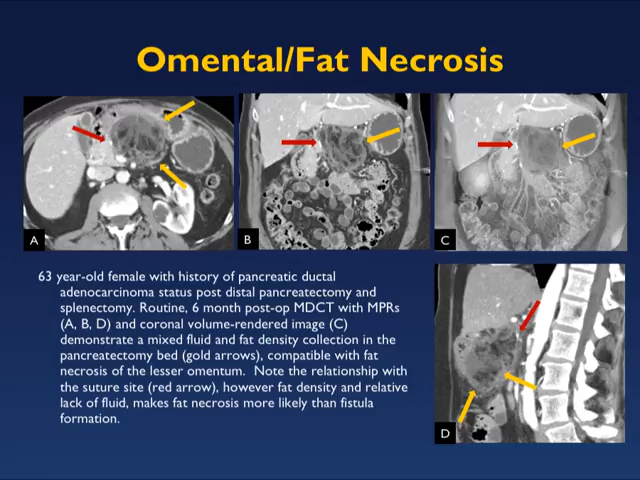 Omental/Fat Necrosis
A
B
C
63 year-old female with history of pancreatic ductal
adenocarcinoma status post distal pancreatectomy and
splenectomy. Routine, 6 month post-op MDCT with MPRs
(A, B, D) and coronal volume-rendered image (C)
demonstrate a mixed fluid and fat density collection in the
pancreatectomy bed (gold arrows), compatible with fat
necrosis of the lesser omentum.  Note the relationship with
the suture site (red arrow), however fat density and relative
lack of fluid, makes fat necrosis more likely than fistula
formation.
D